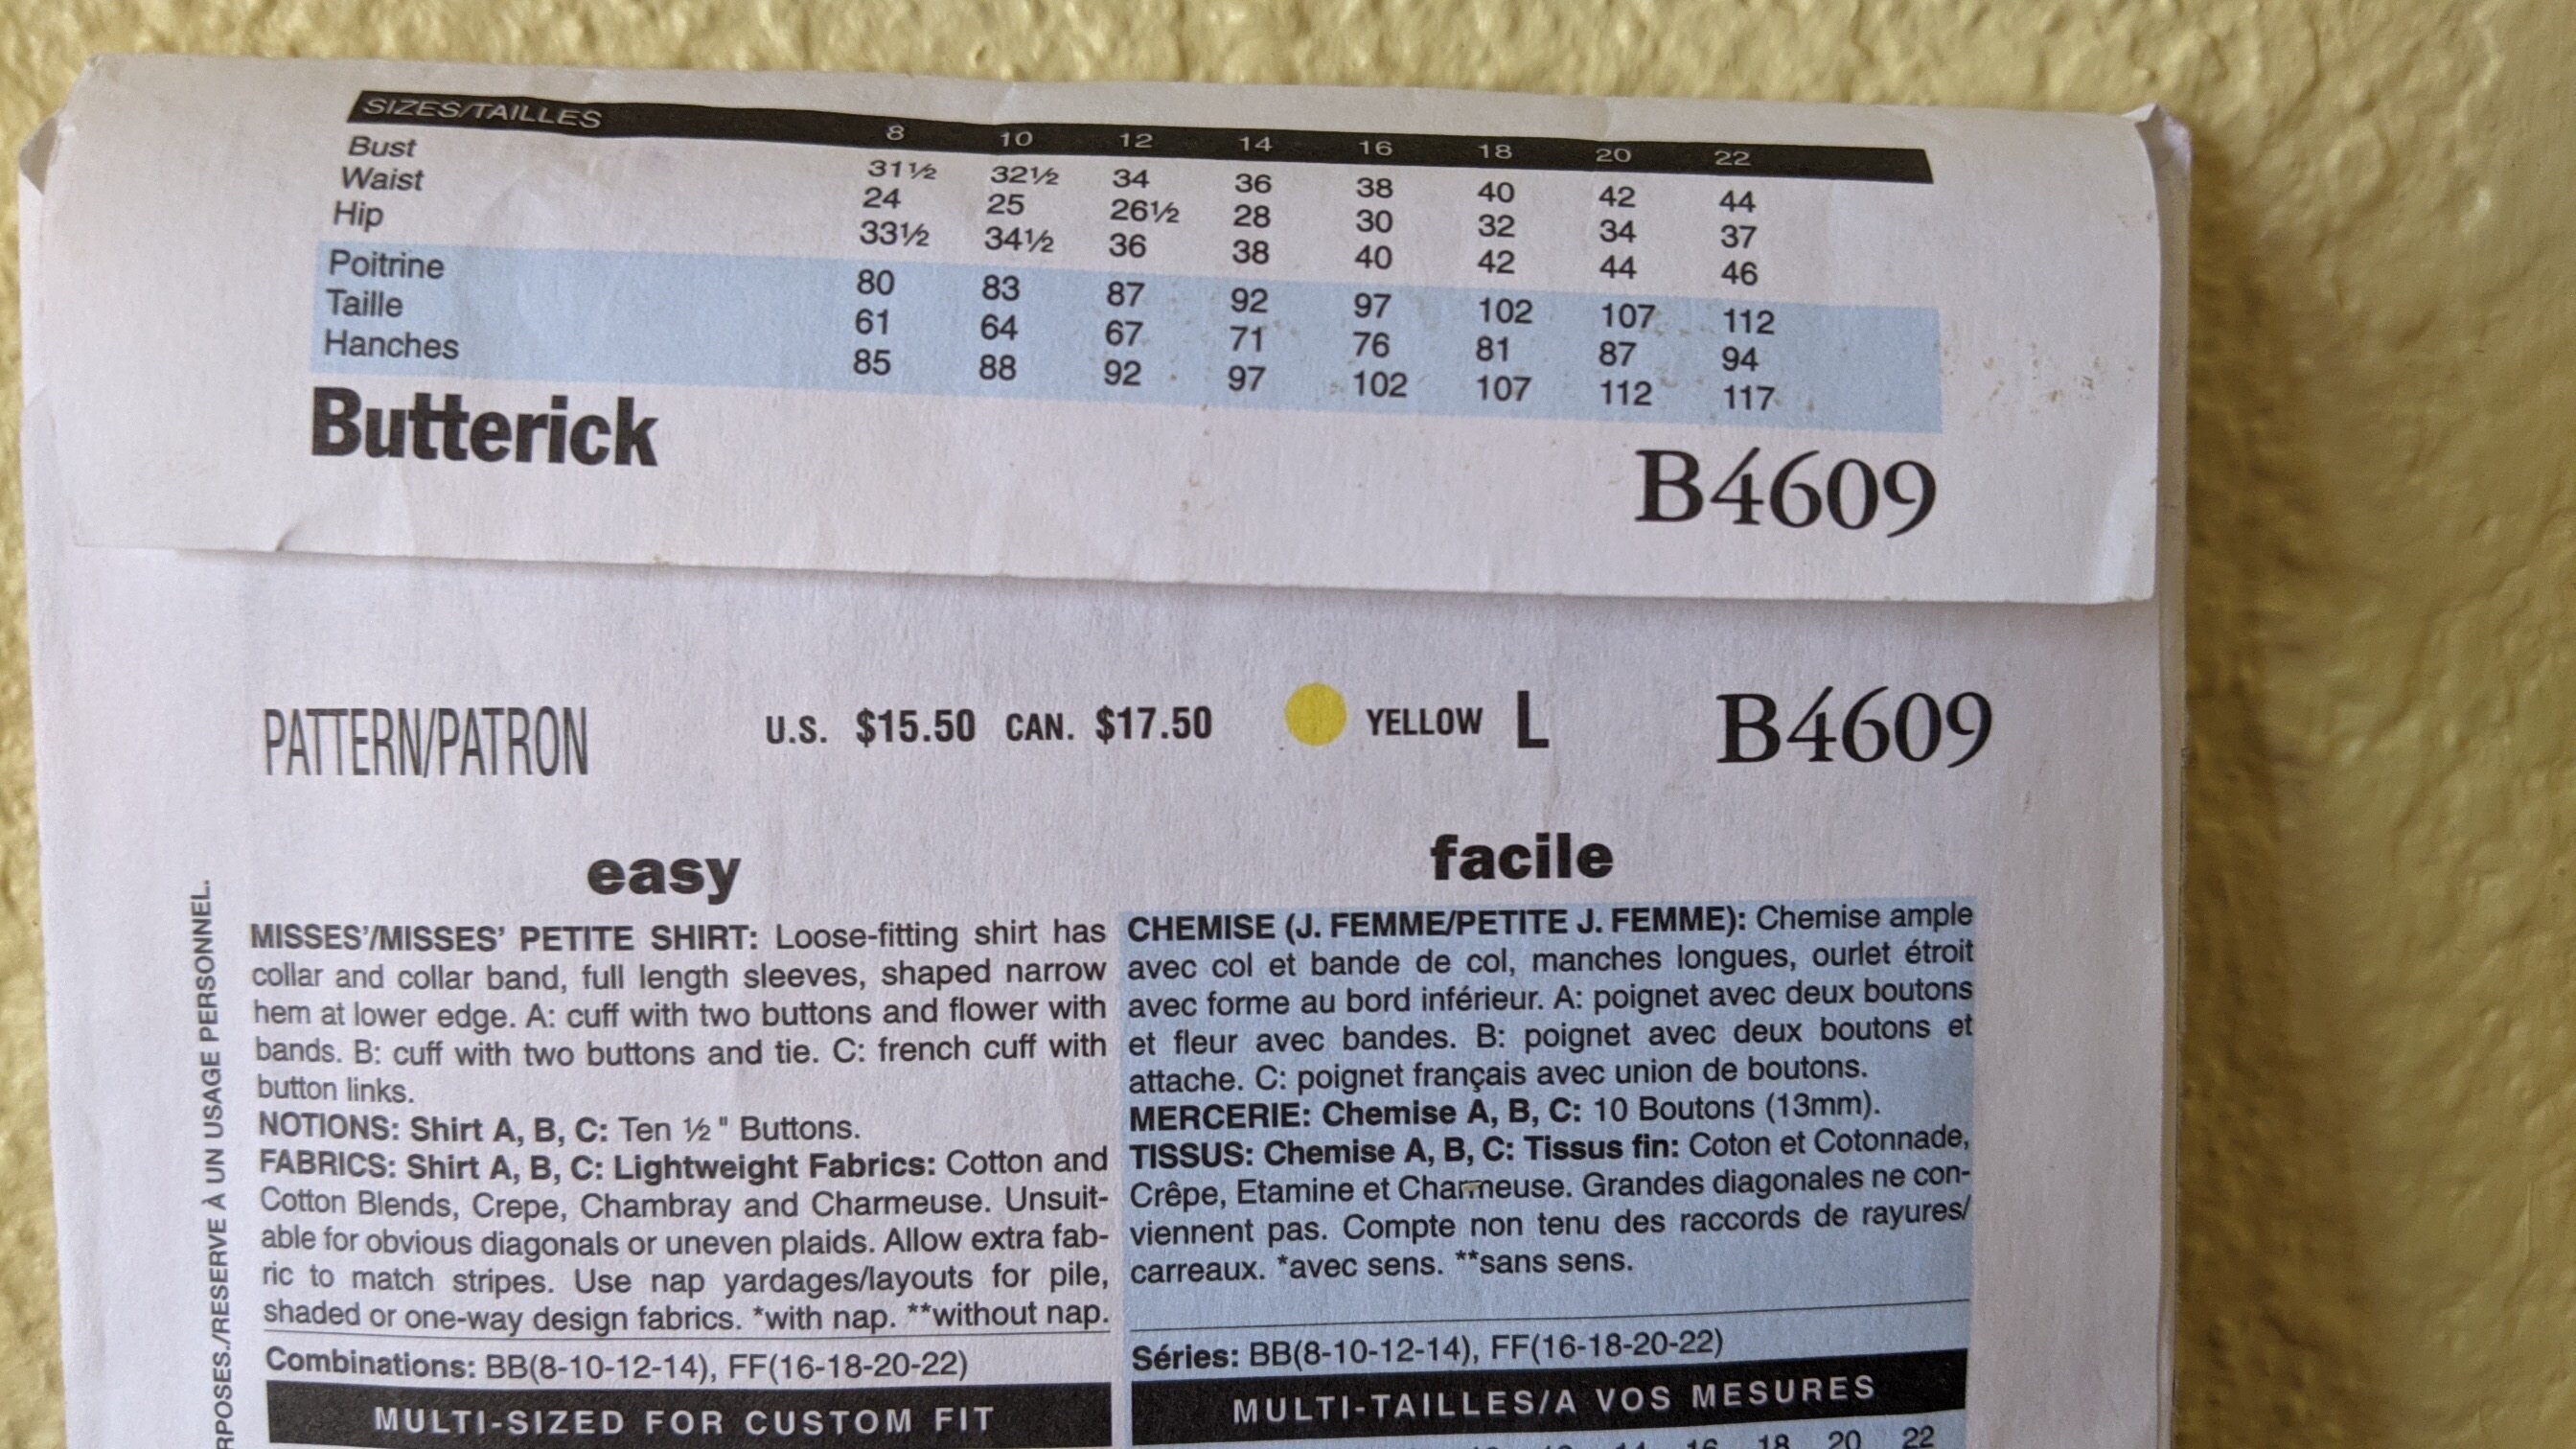 SIZES/TAILLES 8 10 12 14 16 18 20 22
Bust 31½ 32½ 34 36 38 40 42 44
Waist 24 25 26½ 28 30 32 34 37
Hip 33½ 34½ 36 38 40 42 44 46
Poitrine 80 83 87 92 97 102 107 112
Taille 61 64 67 71 76 81 87 94
Hanches 85 88 92 97 102 107 112 117
Butterick B4609
PATTERN/PATRON U.S. $15.50 CAN. $17.50 YELLOW L B4609
easy
MISSES'/MISSES' PETITE SHIRT: Loose-fitting shirt has
collar and collar band, full length sleeves, shaped narrow
hem at lower edge. A: cuff with two buttons and flower with
bands. B: cuff with two buttons and tie. C: french cuff with
button links.
NOTIONS: Shirt A, B, C: Ten ½ " Buttons.
FABRICS: Shirt A, B, C: Lightweight Fabrics: Cotton and
Cotton Blends, Crepe, Chambray and Charmeuse. Unsuit-
able for obvious diagonals or uneven plaids. Allow extra fab-
ric to match stripes. Use nap yardages/layouts for pile,
shaded or one-way design fabrics. *with nap. **without nap.
Combinations: BB(8-10-12-14), FF(16-18-20-22)
MULTI-SIZED FOR CUSTOM FIT
facile
CHEMISE (J. FEMME/PETITE J. FEMME): Chemise ample
avec col et bande de col, manches longues, ourlet étroit
avec forme au bord inférieur. A: poignet avec deux boutons
et fleur avec bandes. B: poignet avec deux boutons et
attache. C: poignet français avec union de boutons.
MERCERIE: Chemise A, B, C: 10 Boutons (13mm).
TISSUS: Chemise A, B, C: Tissus fin: Coton et Cotonnade,
Crêpe, Etamine et Charmeuse. Grandes diagonales ne con-
viennent pas. Compte non tenu des raccords de rayures/
carreaux. *avec sens. **sans sens.
Séries: BB(8-10-12-14), FF(16-18-20-22)
MULTI-TAILLES/A VOS MESURES
14 16 18 20 22
RPOSES./RESERVE À UN USAGE PERSONNEL.